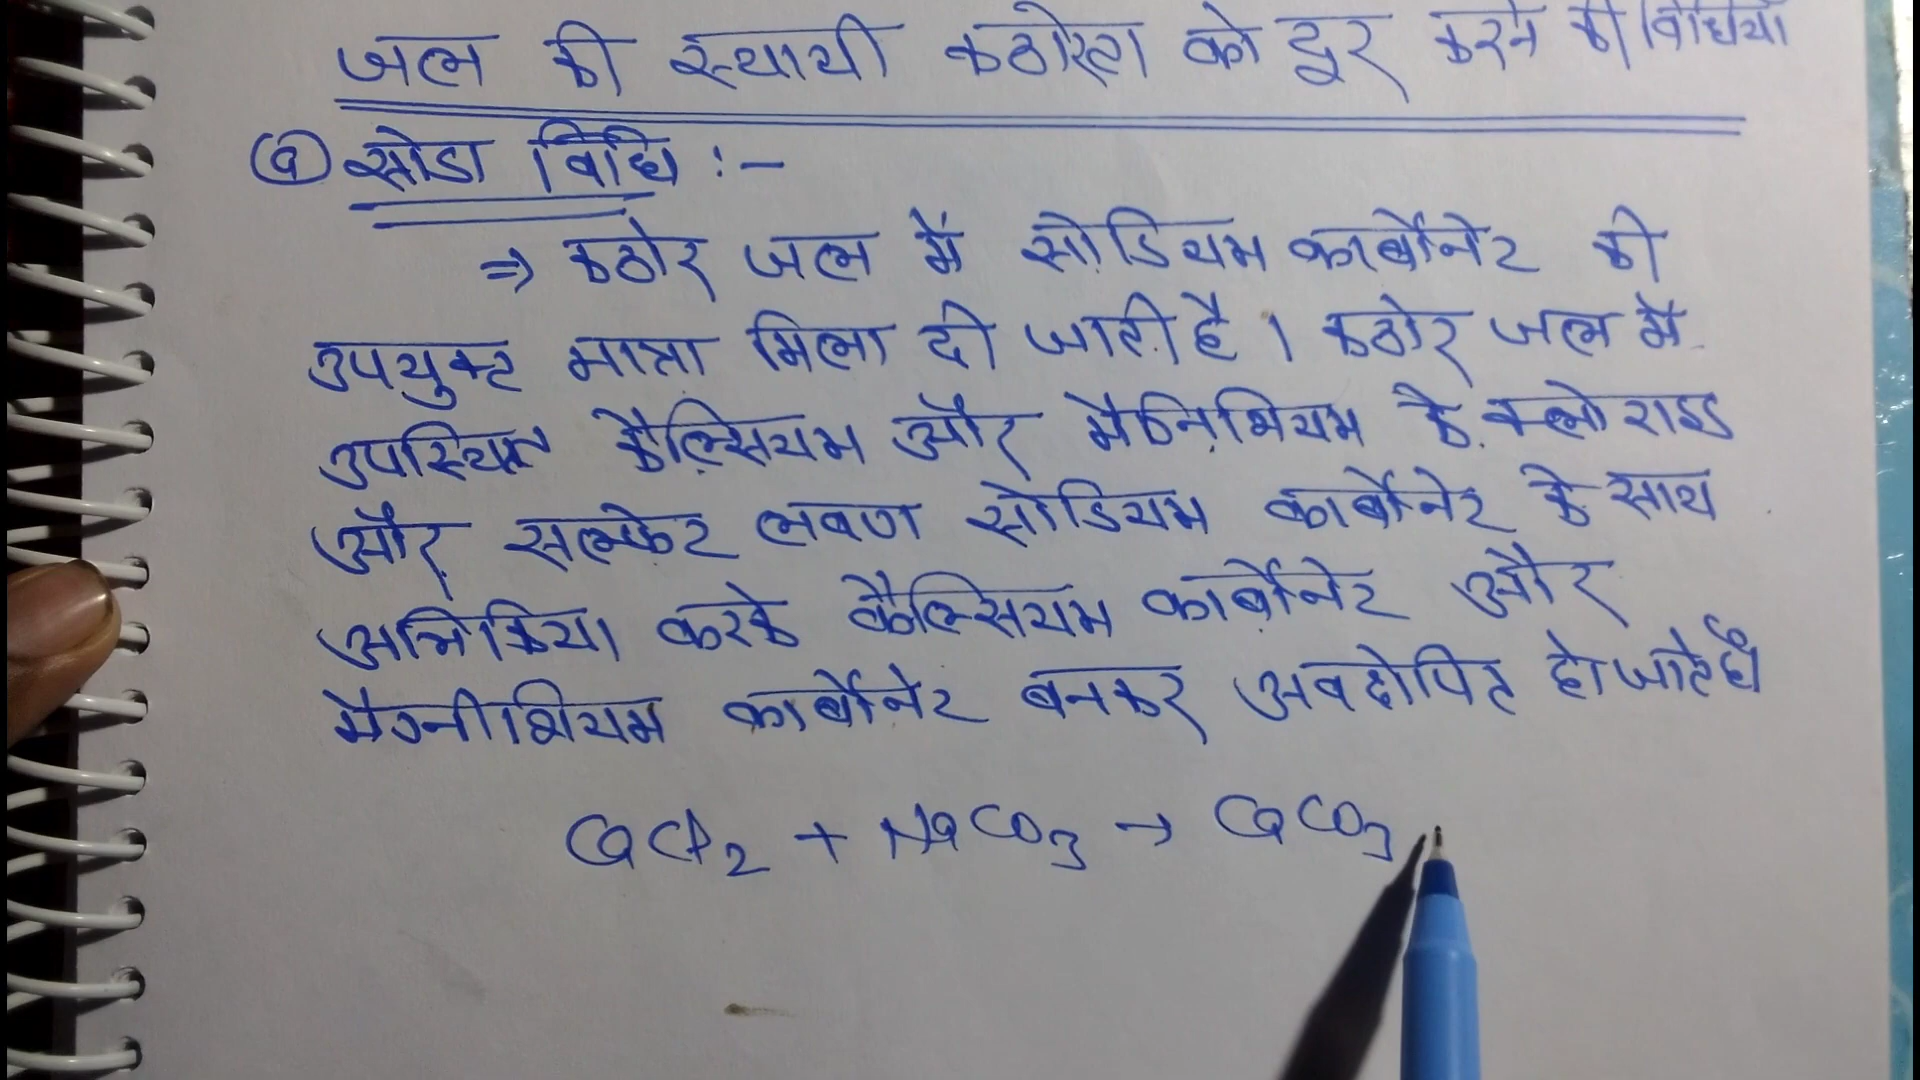 जल की स्थायी कठोरता को दूर करने की विधियाँ
(a) सोडा विधि :-
⇒ कठोर जल में सोडियम कार्बोनेट की
उपयुक्त मात्रा मिला दी जाती है । कठोर जल में
उपस्थित कैल्सियम और मैग्निशियम के क्लोराइड
और सल्फेट लवण सोडियम कार्बोनेट के साथ
अभिक्रिया करके कैल्सियम कार्बोनेट और
मैग्नीशियम कार्बोनेट बनकर अवक्षेपित हो जाते हैं
CaCl2 + NaCO3 → CaCO3